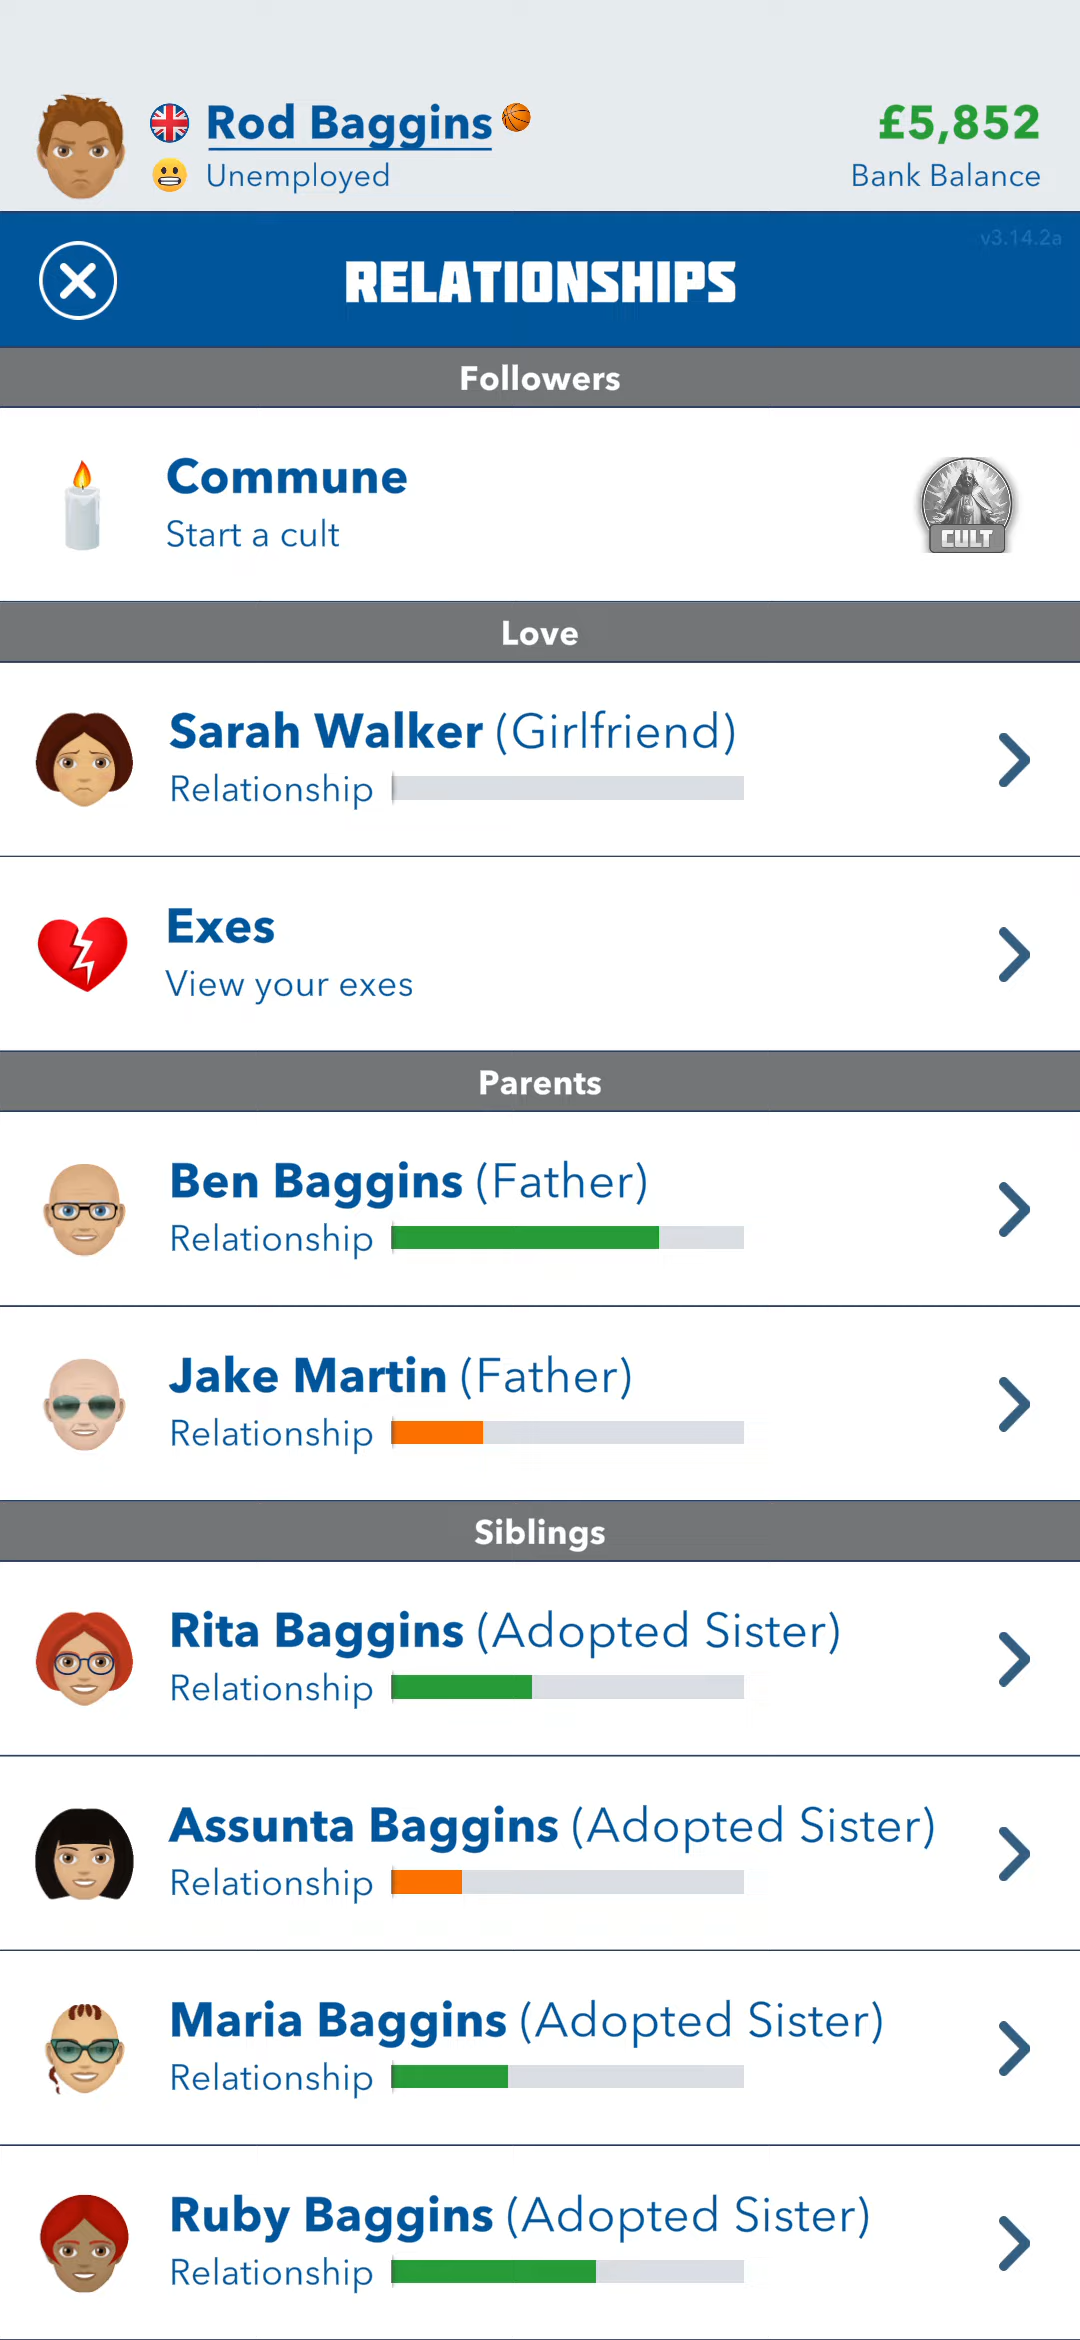 Rod Baggins
£5,852
Unemployed
Bank Balance
v3.14.2a
RELATIONSHIPS
Followers
Commune
Start a cult
CULT
Love
Sarah Walker (Girlfriend)
Relationship
Exes
View your exes
Parents
Ben Baggins (Father)
Relationship
Jake Martin (Father)
Relationship
Siblings
Rita Baggins (Adopted Sister)
Relationship
Assunta Baggins (Adopted Sister)
Relationship
Maria Baggins (Adopted Sister)
Relationship
Ruby Baggins (Adopted Sister)
Relationship